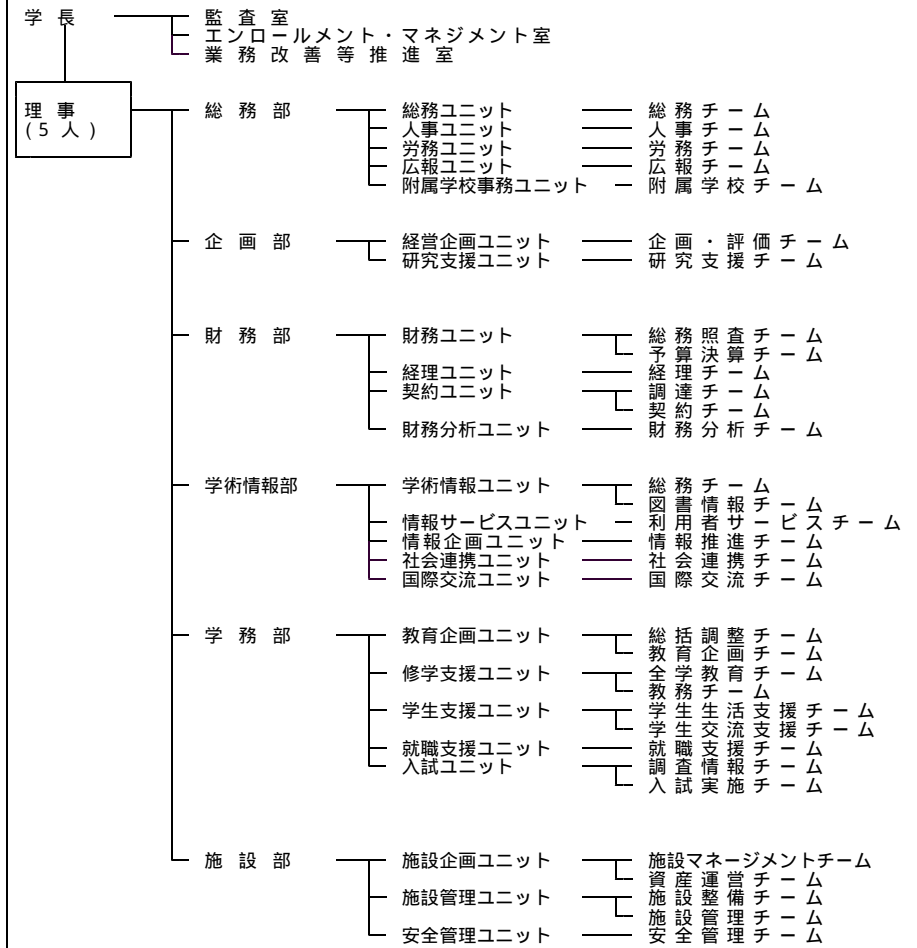 学長 監査室
エンロールメント・マネジメント室
業務改善等推進室
理事
(5人)
総務部 総務ユニット 総務チーム
人事ユニット 人事チーム
労務ユニット 労務チーム
広報ユニット 広報チーム
附属学校事務ユニット 附属学校チーム
企画部 経営企画ユニット 企画・評価チーム
研究支援ユニット 研究支援チーム
財務部 財務ユニット 総務照査チーム
予算決算チーム
経理ユニット 経理チーム
契約ユニット 調達チーム
契約チーム
財務分析ユニット 財務分析チーム
学術情報部 学術情報ユニット 総務チーム
図書情報チーム
情報サービスユニット 利用者サービスチーム
情報企画ユニット 情報推進チーム
社会連携ユニット 社会連携チーム
国際交流ユニット 国際交流チーム
学務部 教育企画ユニット 総括調整チーム
教育企画チーム
修学支援ユニット 全学教育チーム
教務チーム
学生支援ユニット 学生生活支援チーム
学生交流支援チーム
就職支援ユニット 就職支援チーム
入試ユニット 調査情報チーム
入試実施チーム
施設部 施設企画ユニット 施設マネージメントチーム
資産運営チーム
施設管理ユニット 施設整備チーム
施設管理チーム
安全管理ユニット 安全管理チーム